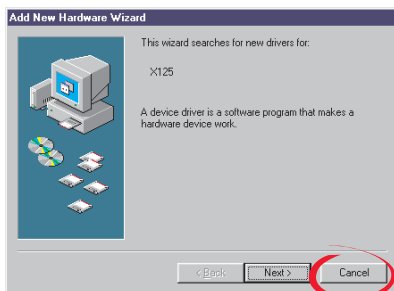 Add New Hardware Wizard
This wizard searches for new drivers for:
X125
A device driver is a software program that makes a
hardware device work.
< Back
Next >
Cancel